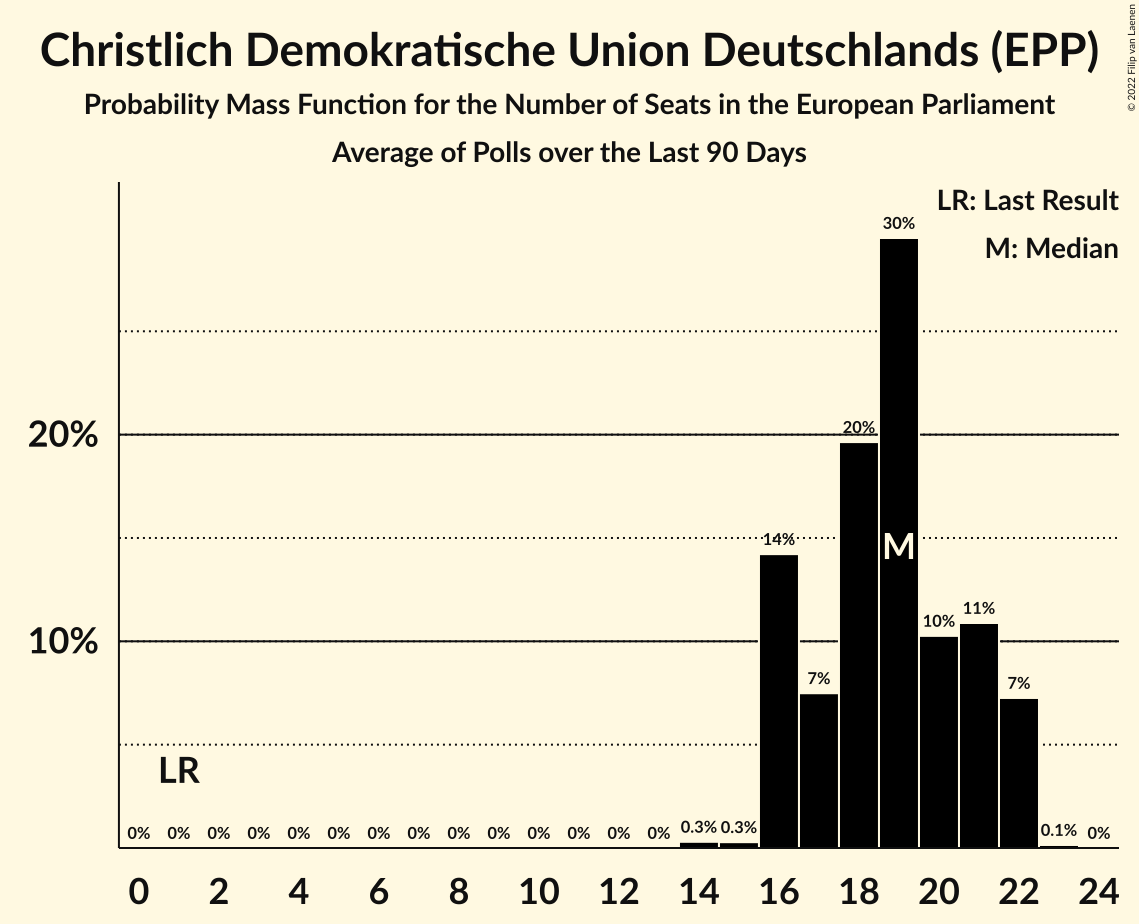 Christlich Demokratische Union Deutschlands (EPP)
Probability Mass Function for the Number of Seats in the European Parliament
Average of Polls over the Last 90 Days
© 2022 Filip van Laenen
LR: Last Result
M: Median
30%
20%
20%
14%
M
10%
10%
11%
7%
7%
LR
0% 0% 0% 0% 0% 0% 0% 0% 0% 0% 0% 0% 0% 0% 0.3% 0.3% 0.1% 0%
0 2 4 6 8 10 12 14 16 18 20 22 24